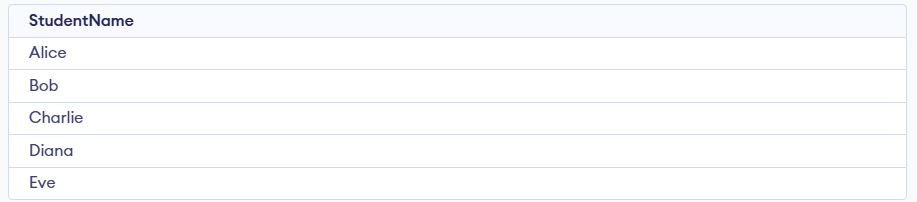 StudentName
Alice
Bob
Charlie
Diana
Eve